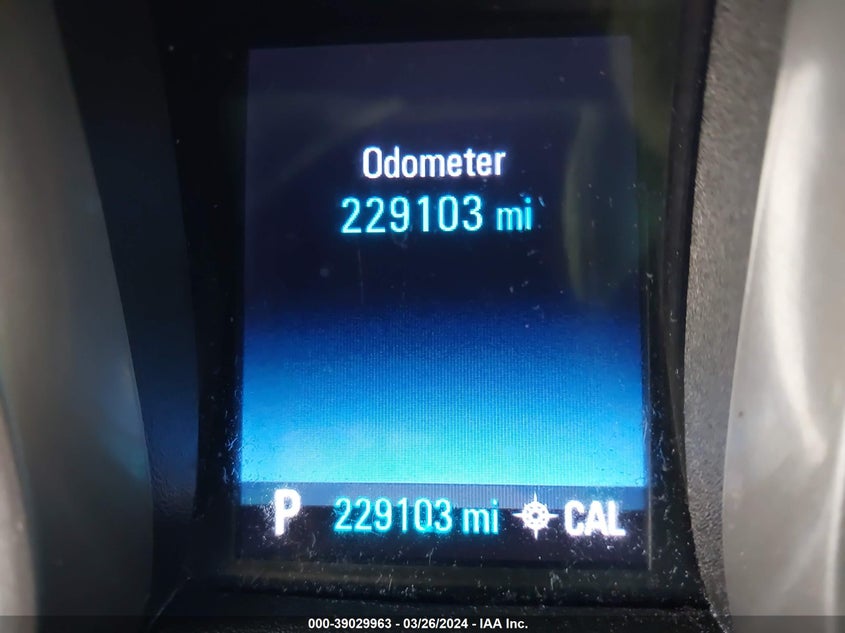 Odometer
229103 mi
P 229103 mi CAL
000-39029963 - 03/26/2024 - IAA Inc.